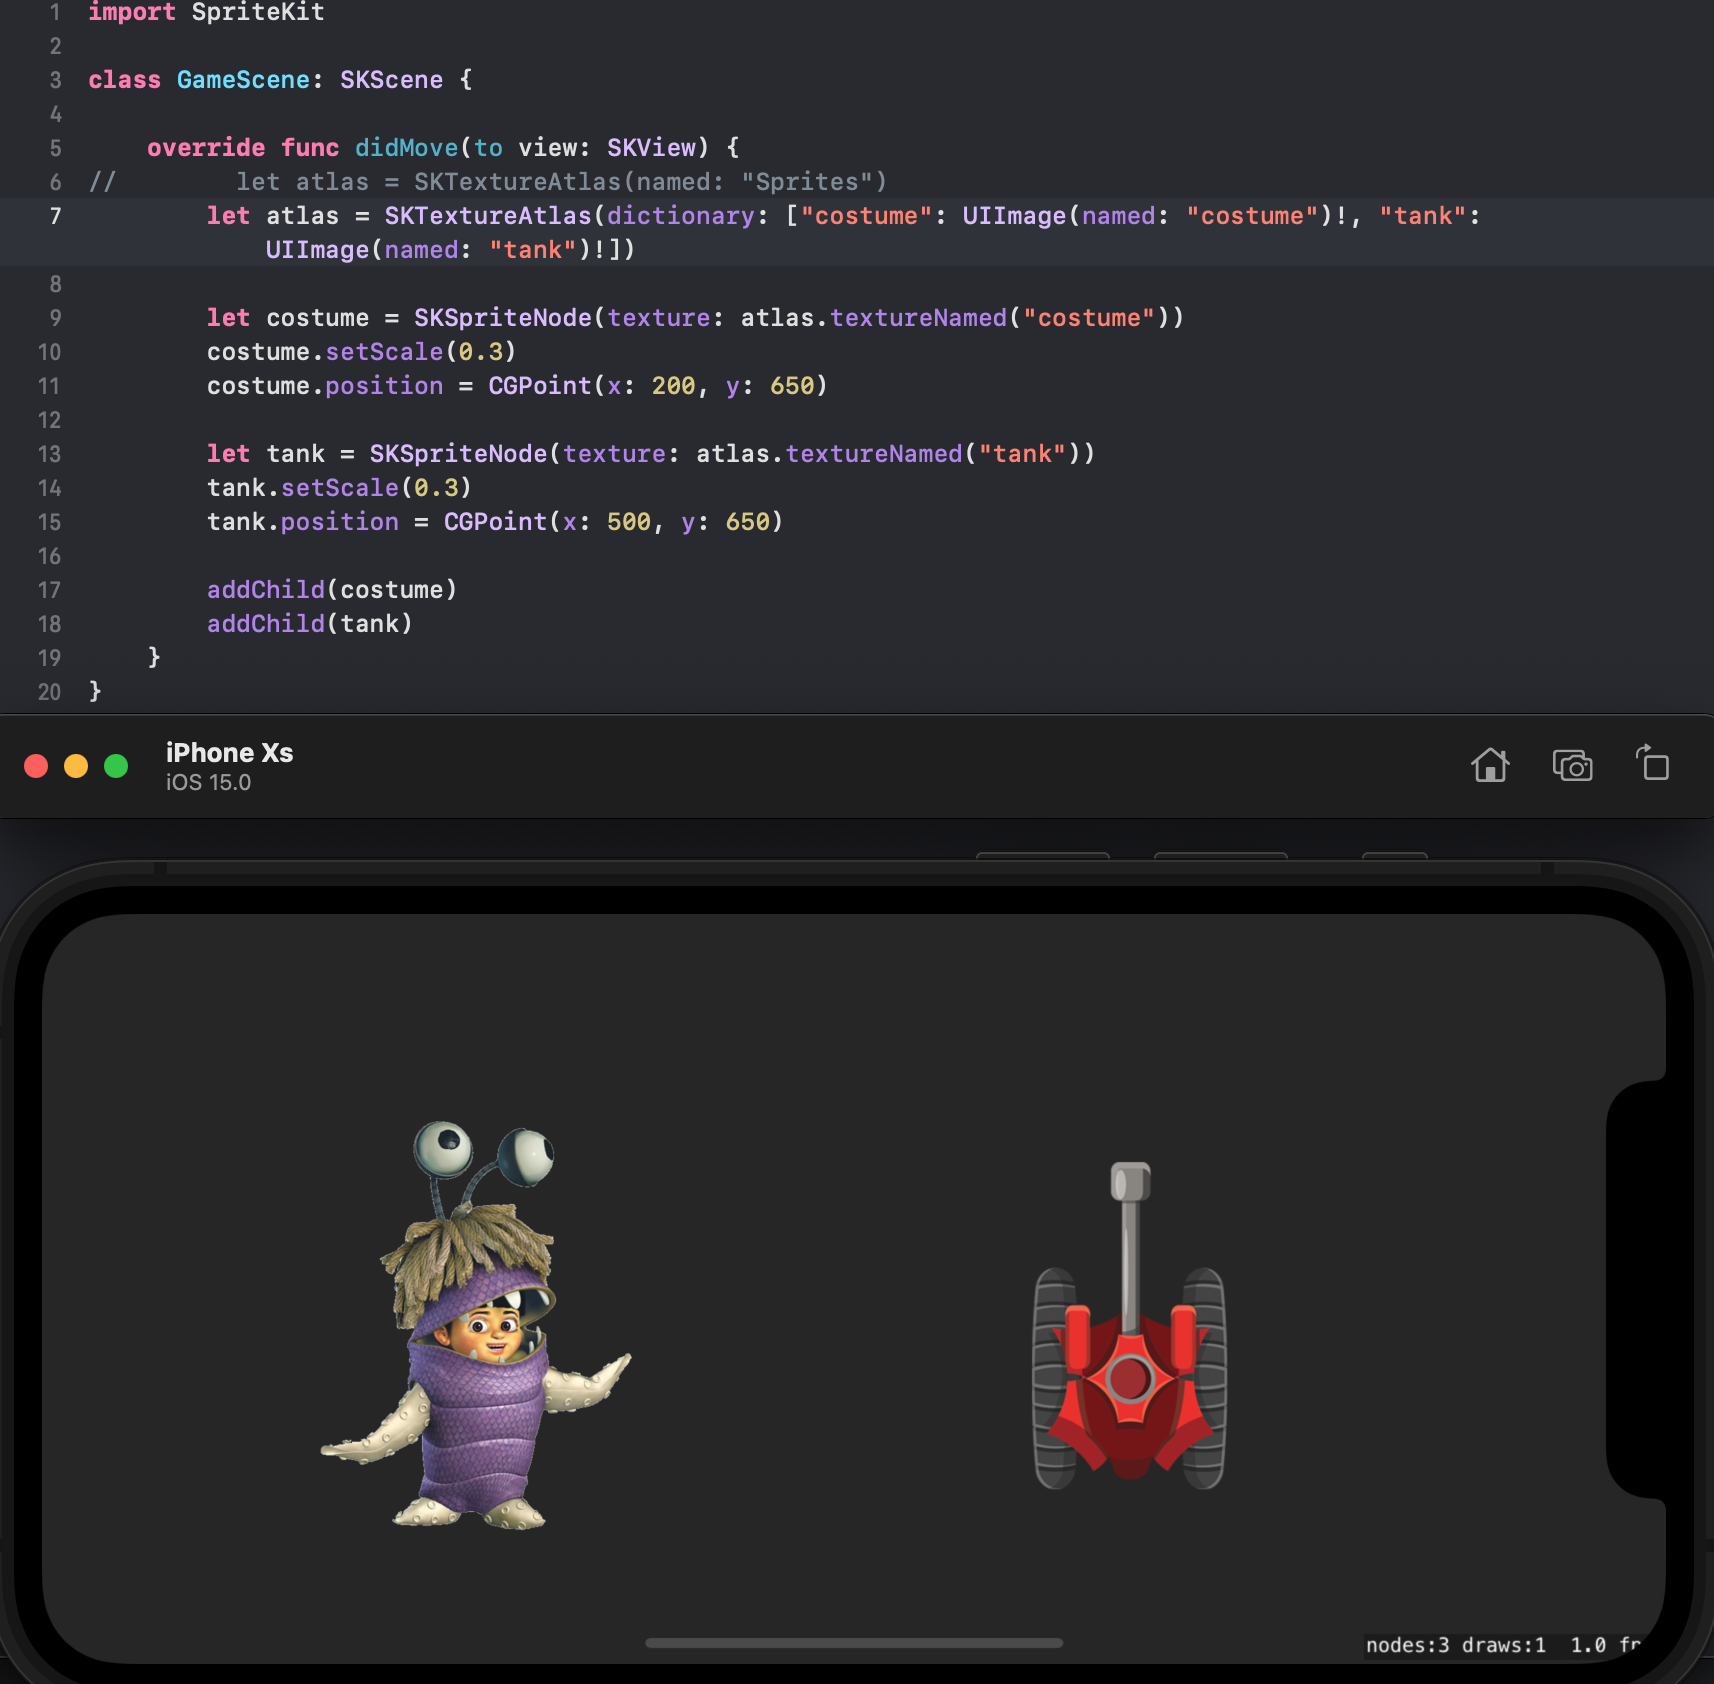 1 import SpriteKit
2
3 class GameScene: SKScene {
4
5 override func didMove(to view: SKView) {
6 // let atlas = SKTextureAtlas(named: "Sprites")
7 let atlas = SKTextureAtlas(dictionary: ["costume": UIImage(named: "costume")!, "tank":
UIImage(named: "tank")!])
8
9 let costume = SKSpriteNode(texture: atlas.textureNamed("costume"))
10 costume.setScale(0.3)
11 costume.position = CGPoint(x: 200, y: 650)
12
13 let tank = SKSpriteNode(texture: atlas.textureNamed("tank"))
14 tank.setScale(0.3)
15 tank.position = CGPoint(x: 500, y: 650)
16
17 addChild(costume)
18 addChild(tank)
19 }
20 }
iPhone Xs
iOS 15.0
nodes:3 draws:1 1.0